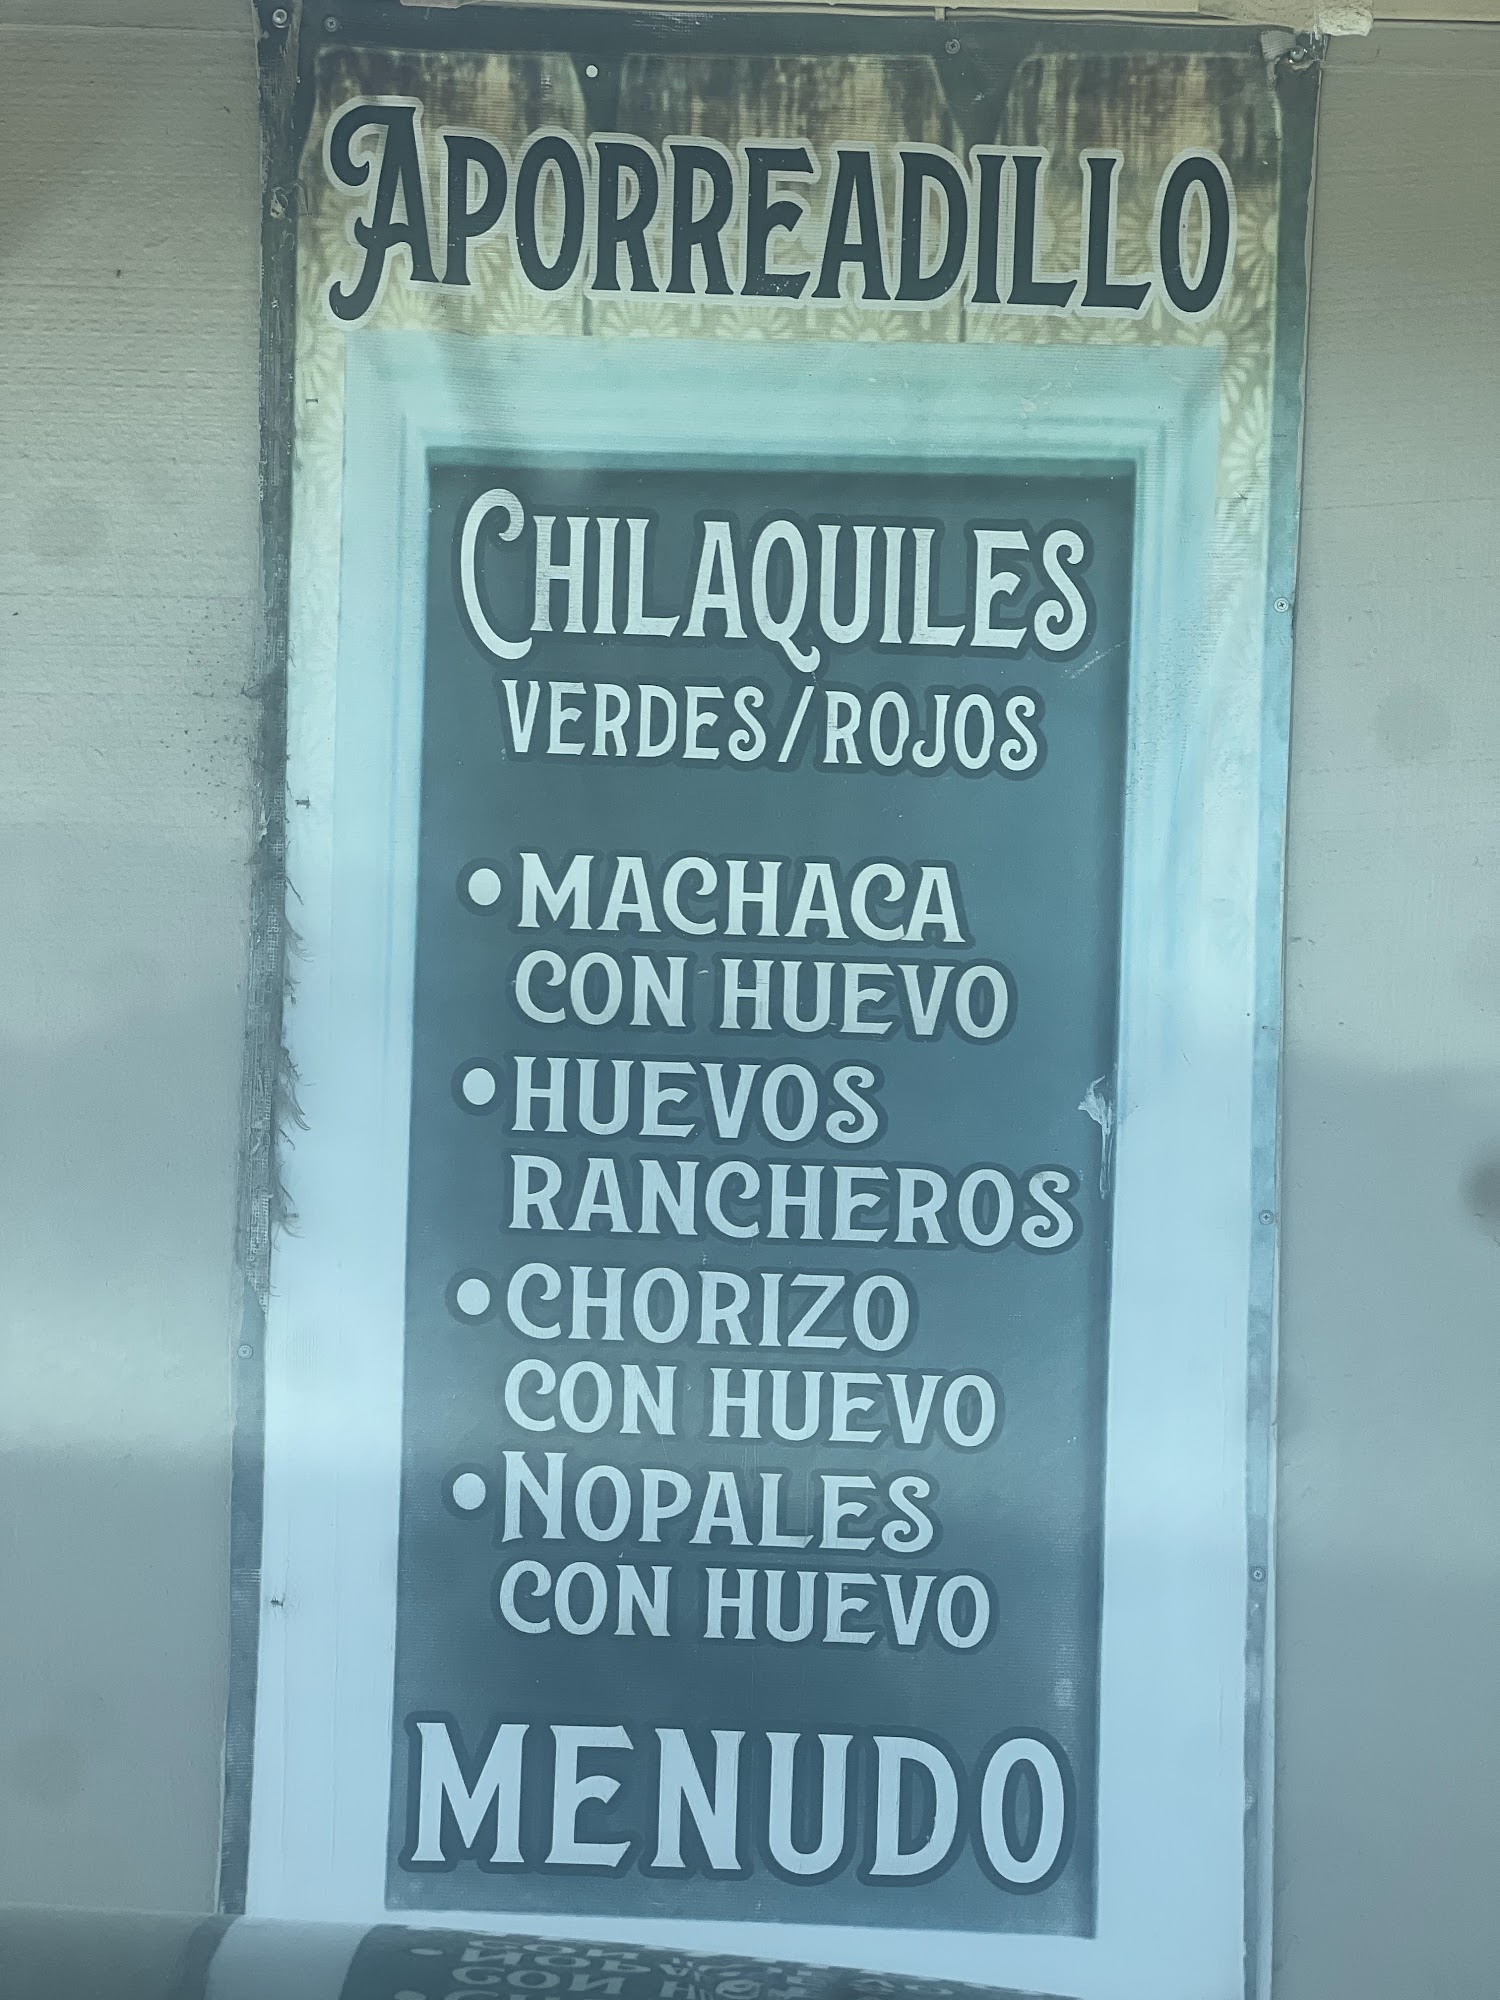 APORREADILLO
CHILAQUILES
VERDES/ROJOS
• MACHACA
CON HUEVO
• HUEVOS
RANCHEROS
• CHORIZO
CON HUEVO
• NOPALES
CON HUEVO
MENUDO